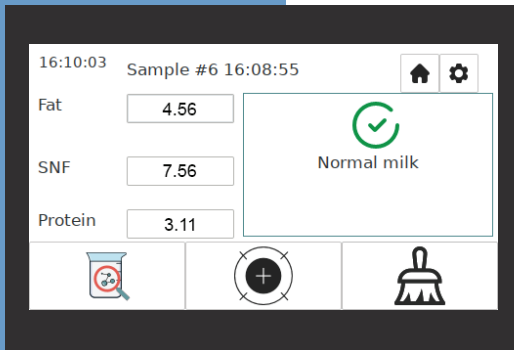 16:10:03
Sample #6 16:08:55
Fat
4.56
Normal milk
SNF
7.56
Protein
3.11